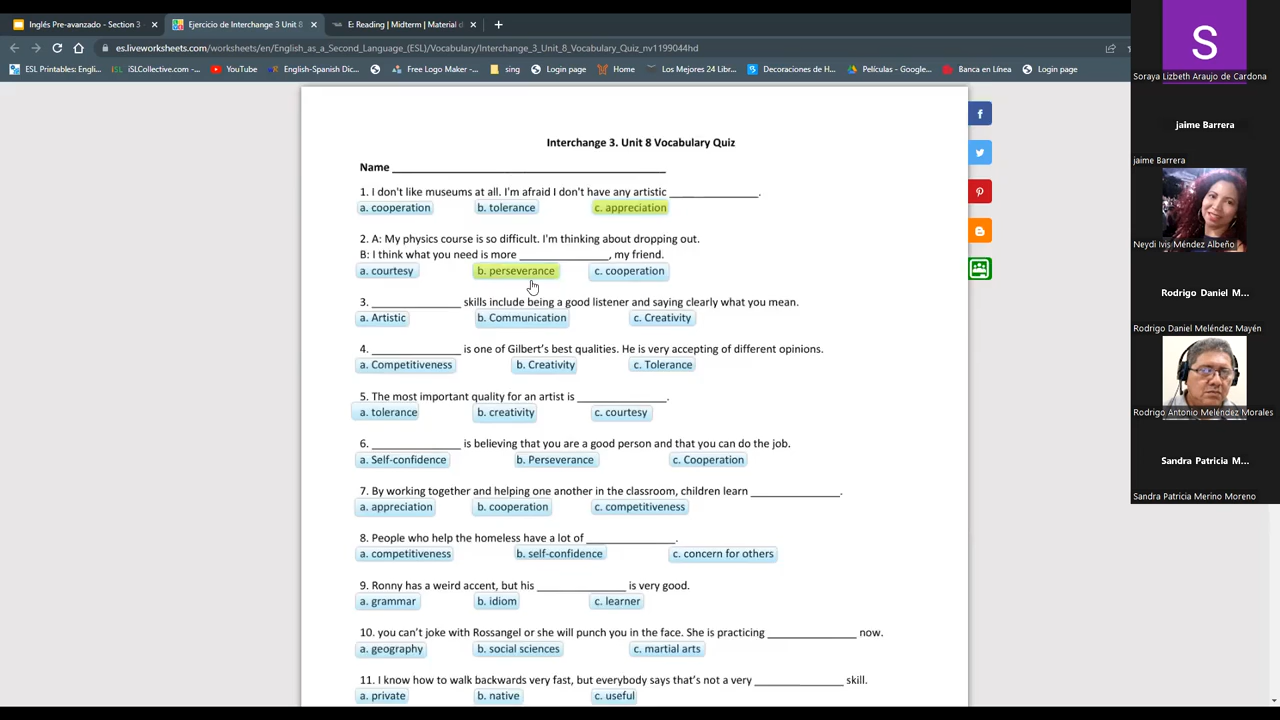 Inglés Pre-avanzado - Section 3
Ejercicio de Interchange 3 Unit 8
E: Reading | Midterm | Material d
es.liveworksheets.com/worksheets/en/English_as_a_Second_Language_(ESL)/Vocabulary/Interchange_3_Unit_8_Vocabulary_Quiz_nv1199044hd
ESL Printables: Engli... iSLCollective.com -... YouTube English-Spanish Dic... Free Logo Maker -... sing Login page Home Los Mejores 24 Libr... Decoraciones de H... Películas - Google... Banca en Línea Login page
Interchange 3. Unit 8 Vocabulary Quiz
Name ____________________
1. I don't like museums at all. I'm afraid I don't have any artistic _______________.
a. cooperation b. tolerance c. appreciation
2. A: My physics course is so difficult. I'm thinking about dropping out.
B: I think what you need is more _______________, my friend.
a. courtesy b. perseverance c. cooperation
3. _______________ skills include being a good listener and saying clearly what you mean.
a. Artistic b. Communication c. Creativity
4. _______________ is one of Gilbert's best qualities. He is very accepting of different opinions.
a. Competitiveness b. Creativity c. Tolerance
5. The most important quality for an artist is _______________.
a. tolerance b. creativity c. courtesy
6. _______________ is believing that you are a good person and that you can do the job.
a. Self-confidence b. Perseverance c. Cooperation
7. By working together and helping one another in the classroom, children learn _______________.
a. appreciation b. cooperation c. competitiveness
8. People who help the homeless have a lot of _______________.
a. competitiveness b. self-confidence c. concern for others
9. Ronny has a weird accent, but his _______________ is very good.
a. grammar b. idiom c. learner
10. you can't joke with Rossangel or she will punch you in the face. She is practicing _______________ now.
a. geography b. social sciences c. martial arts
11. I know how to walk backwards very fast, but everybody says that's not a very _______________ skill.
a. private b. native c. useful
S
Soraya Lizbeth Araujo de Cardona
jaime Barrera
jaime Barrera
Neydi Ivis Méndez Albeño
Rodrigo Daniel M...
Rodrigo Daniel Meléndez Mayén
Rodrigo Antonio Meléndez Morales
Sandra Patricia M...
Sandra Patricia Merino Moreno